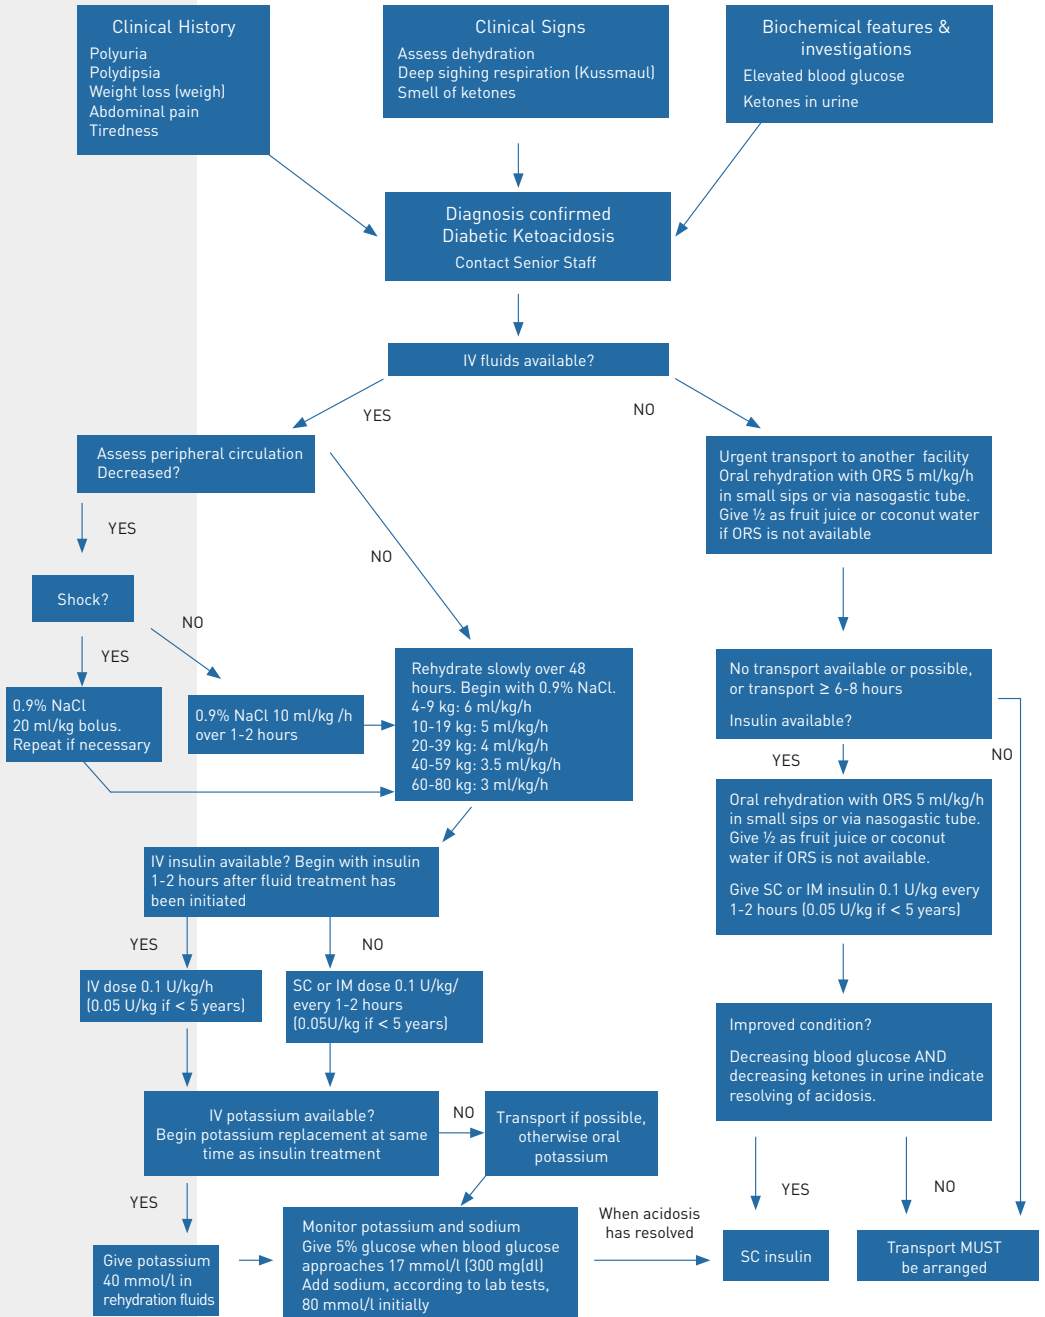 Clinical History
Polyuria
Polydipsia
Weight loss (weigh)
Abdominal pain
Tiredness
Clinical Signs
Assess dehydration
Deep sighing respiration (Kussmaul)
Smell of ketones
Biochemical features &
investigations
Elevated blood glucose
Ketones in urine
Diagnosis confirmed
Diabetic Ketoacidosis
Contact Senior Staff
IV fluids available?
YES
NO
Assess peripheral circulation
Decreased?
YES
NO
Urgent transport to another facility
Oral rehydration with ORS 5 ml/kg/h
in small sips or via nasogastic tube.
Give ½ as fruit juice or coconut water
if ORS is not available
Shock?
YES
NO
0.9% NaCl
20 ml/kg bolus.
Repeat if necessary
0.9% NaCl 10 ml/kg /h
over 1-2 hours
Rehydrate slowly over 48
hours. Begin with 0.9% NaCl.
4-9 kg: 6 ml/kg/h
10-19 kg: 5 ml/kg/h
20-39 kg: 4 ml/kg/h
40-59 kg: 3.5 ml/kg/h
60-80 kg: 3 ml/kg/h
No transport available or possible,
or transport ≥ 6-8 hours
Insulin available?
YES
NO
Oral rehydration with ORS 5 ml/kg/h
in small sips or via nasogastic tube.
Give ½ as fruit juice or coconut
water if ORS is not available.
Give SC or IM insulin 0.1 U/kg every
1-2 hours (0.05 U/kg if < 5 years)
IV insulin available? Begin with insulin
1-2 hours after fluid treatment has
been initiated
YES
NO
IV dose 0.1 U/kg/h
(0.05 U/kg if < 5 years)
SC or IM dose 0.1 U/kg/
every 1-2 hours
(0.05U/kg if < 5 years)
Improved condition?
Decreasing blood glucose AND
decreasing ketones in urine indicate
resolving of acidosis.
IV potassium available?
Begin potassium replacement at same
time as insulin treatment
NO
Transport if possible,
otherwise oral
potassium
YES
YES
NO
Give potassium
40 mmol/l in
rehydration fluids
Monitor potassium and sodium
Give 5% glucose when blood glucose
approaches 17 mmol/l (300 mg(dl)
Add sodium, according to lab tests,
80 mmol/l initially
When acidosis
has resolved
SC insulin
Transport MUST
be arranged